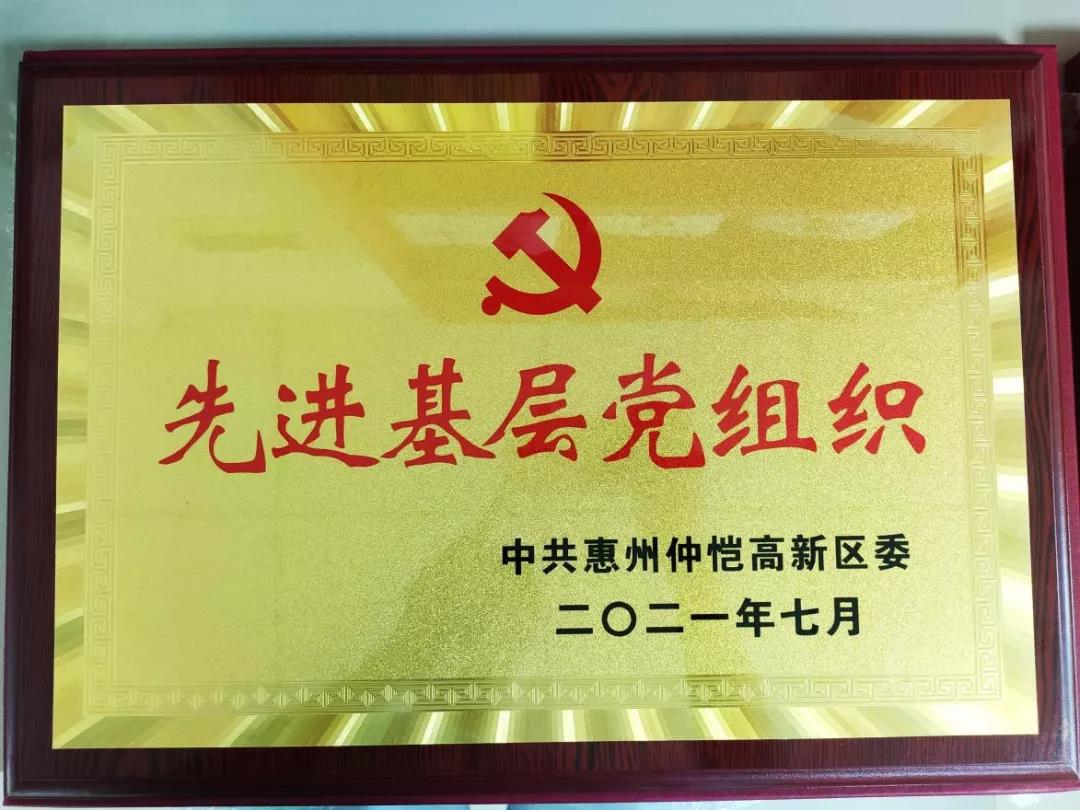 先进基层党组织
中共惠州仲恺高新区委
二〇二一年七月